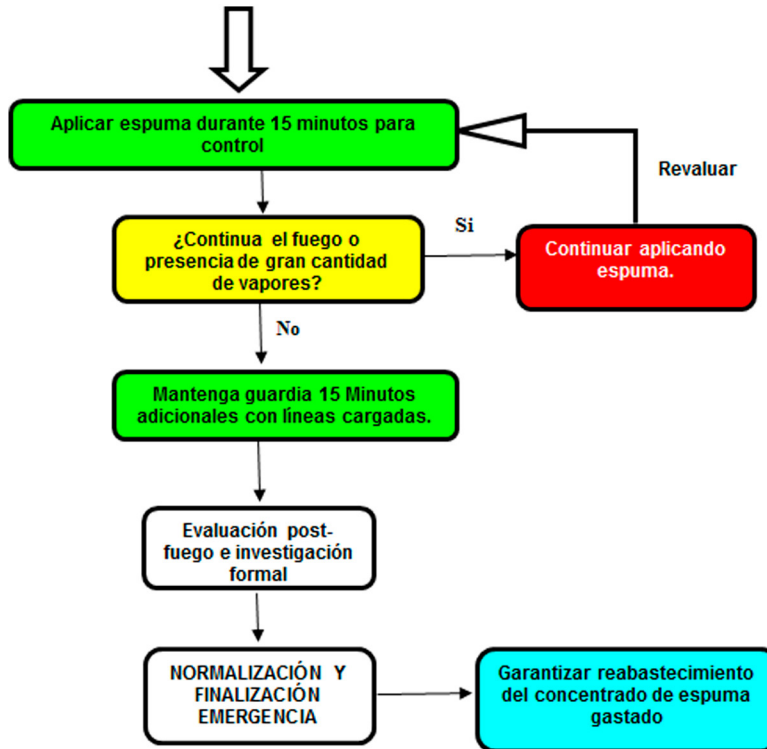 Aplicar espuma durante 15 minutos para
control
Revaluar
¿Continua el fuego o
presencia de gran cantidad
de vapores?
Si
Continuar aplicando
espuma.
No
Mantenga guardia 15 Minutos
adicionales con líneas cargadas.
Evaluación post-
fuego e investigación
formal
NORMALIZACIÓN Y
FINALIZACIÓN
EMERGENCIA
Garantizar reabastecimiento
del concentrado de espuma
gastado